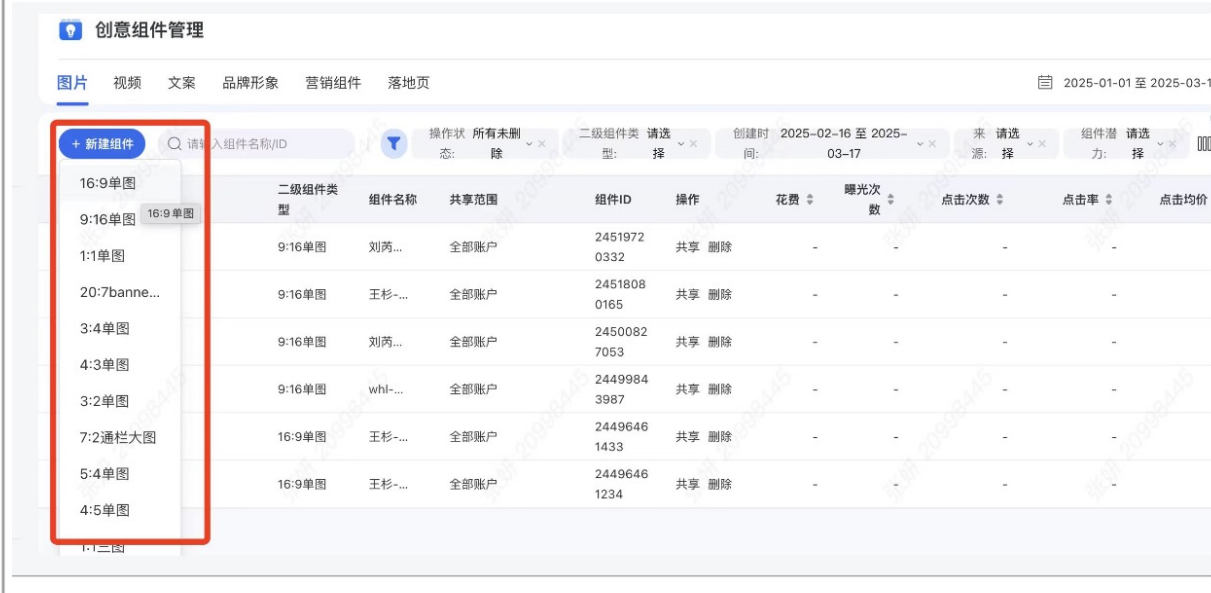 创意组件管理
图片 视频 文案 品牌形象 营销组件 落地页
2025-01-01 至 2025-03-1
+ 新建组件
请输入组件名称/ID
操作状态: 所有未删除
二级组件类型: 请选择
创建时间: 2025-02-16 至 2025-03-17
来源: 请选择
组件潜力: 请选择
16:9单图
9:16单图
16:9单图
1:1单图
20:7banne...
3:4单图
4:3单图
3:2单图
7:2通栏大图
5:4单图
4:5单图
1:1三图
二级组件类型 组件名称 共享范围 组件ID 操作 花费 曝光次数 点击次数 点击率 点击均价
9:16单图 刘芮... 全部账户 24519720332 共享 删除 - - - -
9:16单图 王杉-... 全部账户 24518080165 共享 删除 - - - -
9:16单图 刘芮... 全部账户 24500827053 共享 删除 - - - -
9:16单图 whl-... 全部账户 24499843987 共享 删除 - - - -
16:9单图 王杉-... 全部账户 24496461433 共享 删除 - - - -
16:9单图 王杉-... 全部账户 24496461234 共享 删除 - - - -